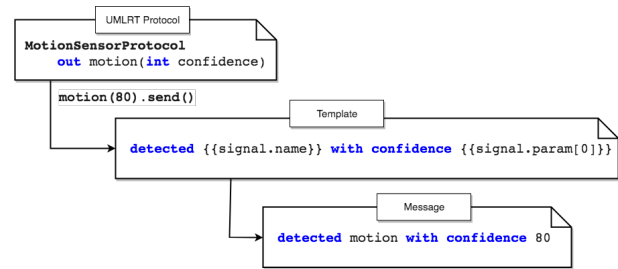 UMLRT Protocol
MotionSensorProtocol
out motion(int confidence)
motion(80).send()
Template
detected {{signal.name}} with confidence {{signal.param[0]}}
Message
detected motion with confidence 80